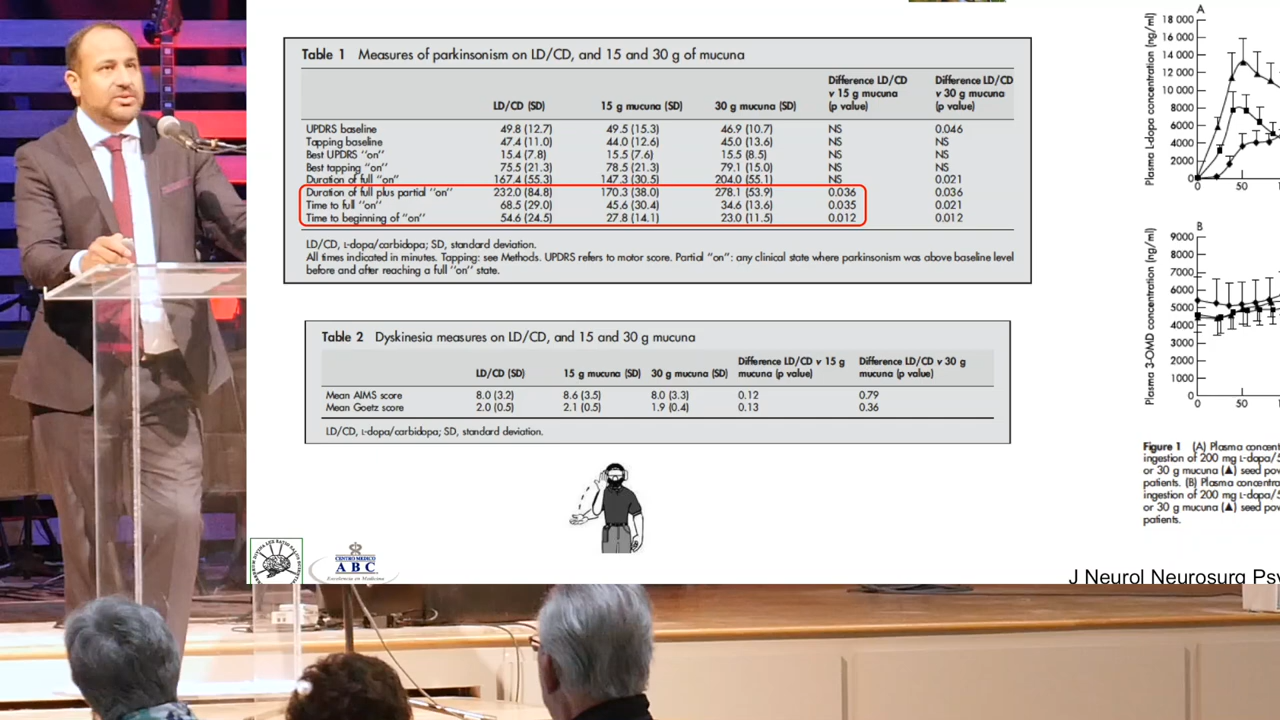 Table 1 Measures of parkinsonism on LD/CD, and 15 and 30 g of mucuna
LD/CD (SD) 15 g mucuna (SD) 30 g mucuna (SD) Difference LD/CD v 15 g mucuna (p value) Difference LD/CD v 30 g mucuna (p value)
UPDRS baseline 49.8 (12.7) 49.5 (15.3) 46.9 (10.7) NS 0.046
Tapping baseline 47.4 (11.0) 44.0 (12.6) 45.0 (13.6) NS NS
Best UPDRS "on" 15.4 (7.8) 15.5 (7.6) 15.5 (8.5) NS NS
Best tapping "on" 75.5 (21.3) 78.5 (21.3) 79.1 (15.0) NS NS
Duration of full "on" 167.4 (55.3) 147.3 (30.5) 204.0 (55.1) NS 0.021
Duration of full plus partial "on" 232.0 (84.8) 170.3 (38.0) 278.1 (53.9) 0.036 0.036
Time to full "on" 68.5 (29.0) 45.6 (30.4) 34.6 (13.6) 0.035 0.021
Time to beginning of "on" 54.6 (24.5) 27.8 (14.1) 23.0 (11.5) 0.012 0.012
LD/CD, L-dopa/carbidopa; SD, standard deviation.
All times indicated in minutes. Tapping: see Methods. UPDRS refers to motor score. Partial "on": any clinical state where parkinsonism was above baseline level
before and after reaching a full "on" state.
Table 2 Dyskinesia measures on LD/CD, and 15 and 30 g mucuna
LD/CD (SD) 15 g mucuna (SD) 30 g mucuna (SD) Difference LD/CD v 15 g mucuna (p value) Difference LD/CD v 30 g mucuna (p value)
Mean AIMS score 8.0 (3.2) 8.6 (3.5) 8.0 (3.3) 0.12 0.79
Mean Goetz score 2.0 (0.5) 2.1 (0.5) 1.9 (0.4) 0.13 0.36
LD/CD, L-dopa/carbidopa; SD, standard deviation.
CENTRO MEDICO
ABC
Excelencia en Medicina
A
Plasma L-dopa concentration (ng/ml)
18 000
16 000
14 000
12 000
10 000
8000
6000
4000
2000
0
0 50
B
Plasma 3-OMD concentration (ng/ml)
9000
8000
7000
6000
5000
4000
3000
2000
1000
0
0 50
Figure 1 (A) Plasma
ingestion of 200 mg L-dopa/
or 30 g mucuna (▲) seed
patients. (B) Plasma
ingestion of 200 mg L-dopa/
or 30 g mucuna (▲) seed
patients.
J Neurol Neurosurg